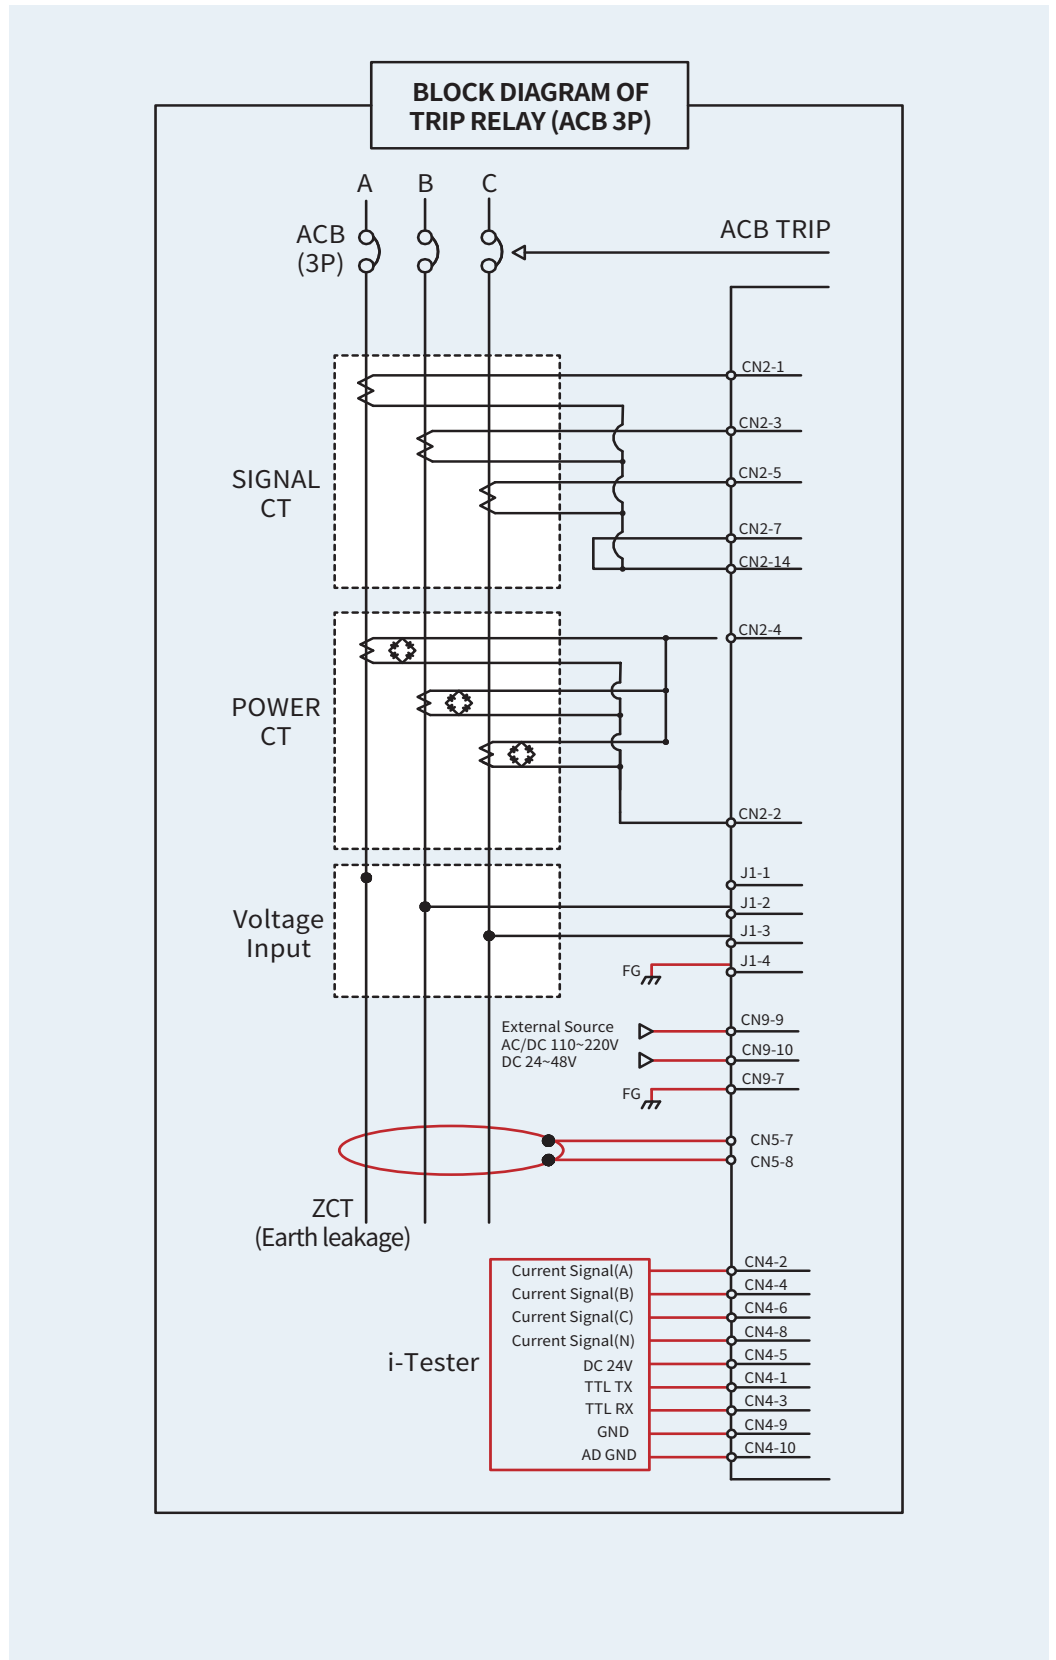 BLOCK DIAGRAM OF
TRIP RELAY (ACB 3P)
A B C
ACB
(3P)
ACB TRIP
SIGNAL
CT
CN2-1
CN2-3
CN2-5
CN2-7
CN2-14
POWER
CT
CN2-4
CN2-2
Voltage
Input
J1-1
J1-2
J1-3
J1-4
FG
External Source
AC/DC 110~220V
DC 24~48V
CN9-9
CN9-10
CN9-7
FG
CN5-7
CN5-8
ZCT
(Earth leakage)
i-Tester
Current Signal(A) CN4-2
Current Signal(B) CN4-4
Current Signal(C) CN4-6
Current Signal(N) CN4-8
DC 24V CN4-5
TTL TX CN4-1
TTL RX CN4-3
GND CN4-9
AD GND CN4-10